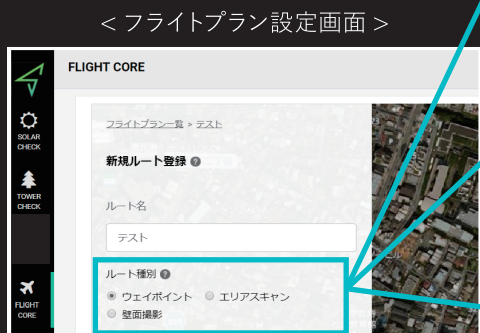 <フライトプラン設定画面>
FLIGHT CORE
SOLAR
CHECK
TOWER
CHECK
FLIGHT
CORE
フライトプラン一覧 > テスト
新規ルート登録 ?
ルート名
テスト
ルート種別 ?
ウェイポイント エリアスキャン
壁面撮影